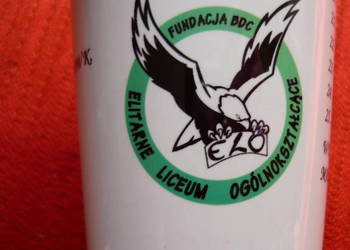 FUNDACJA BDC
ELITARNE LICEUM OGÓLNOKSZTAŁCĄCE
ELO